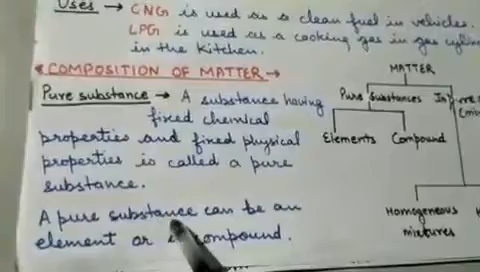 Uses → CNG is used as a clean fuel in vehicles.
LPG is used as a cooking gas in gas
in the kitchen.
COMPOSITION OF MATTER →
Pure substance → A substance having
fixed chemical
properties and fixed physical
properties is called a pure
substance.
A pure substance can be an
element or compound.
MATTER
Pure Substances
Elements Compound
Homogeneous
mixtures